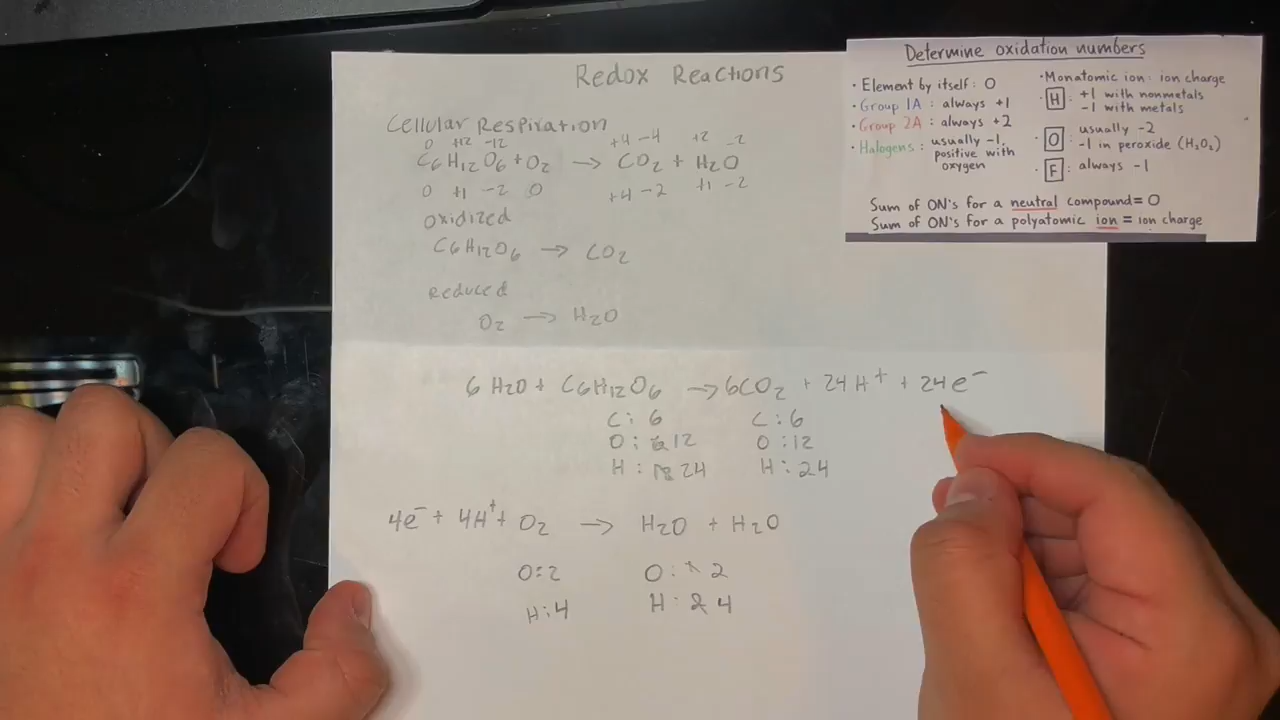 Redox Reactions
Cellular Respiration
0 +12 -12 +4 -4 +2 -2
C6H12O6 + O2 → CO2 + H2O
0 +1 -2 0 +4 -2 +1 -2
oxidized
C6H12O6 → CO2
Reduced
O2 → H2O
6 H2O + C6H12O6 → 6CO2 + 24H+ + 24e-
C: 6 C: 6
O: 12 O: 12
H: 24 H: 24
4e- + 4H+ + O2 → H2O + H2O
O: 2 O: 2
H: 4 H: 4
Determine oxidation numbers
• Element by itself: 0
• Group 1A: always +1
• Group 2A: always +2
• Halogens: usually -1,
positive with
oxygen
• Monatomic ion: ion charge
• H: +1 with nonmetals
-1 with metals
• O: usually -2
-1 in peroxide (H2O2)
• F: always -1
Sum of ON's for a neutral compound = 0
Sum of ON's for a polyatomic ion = ion charge